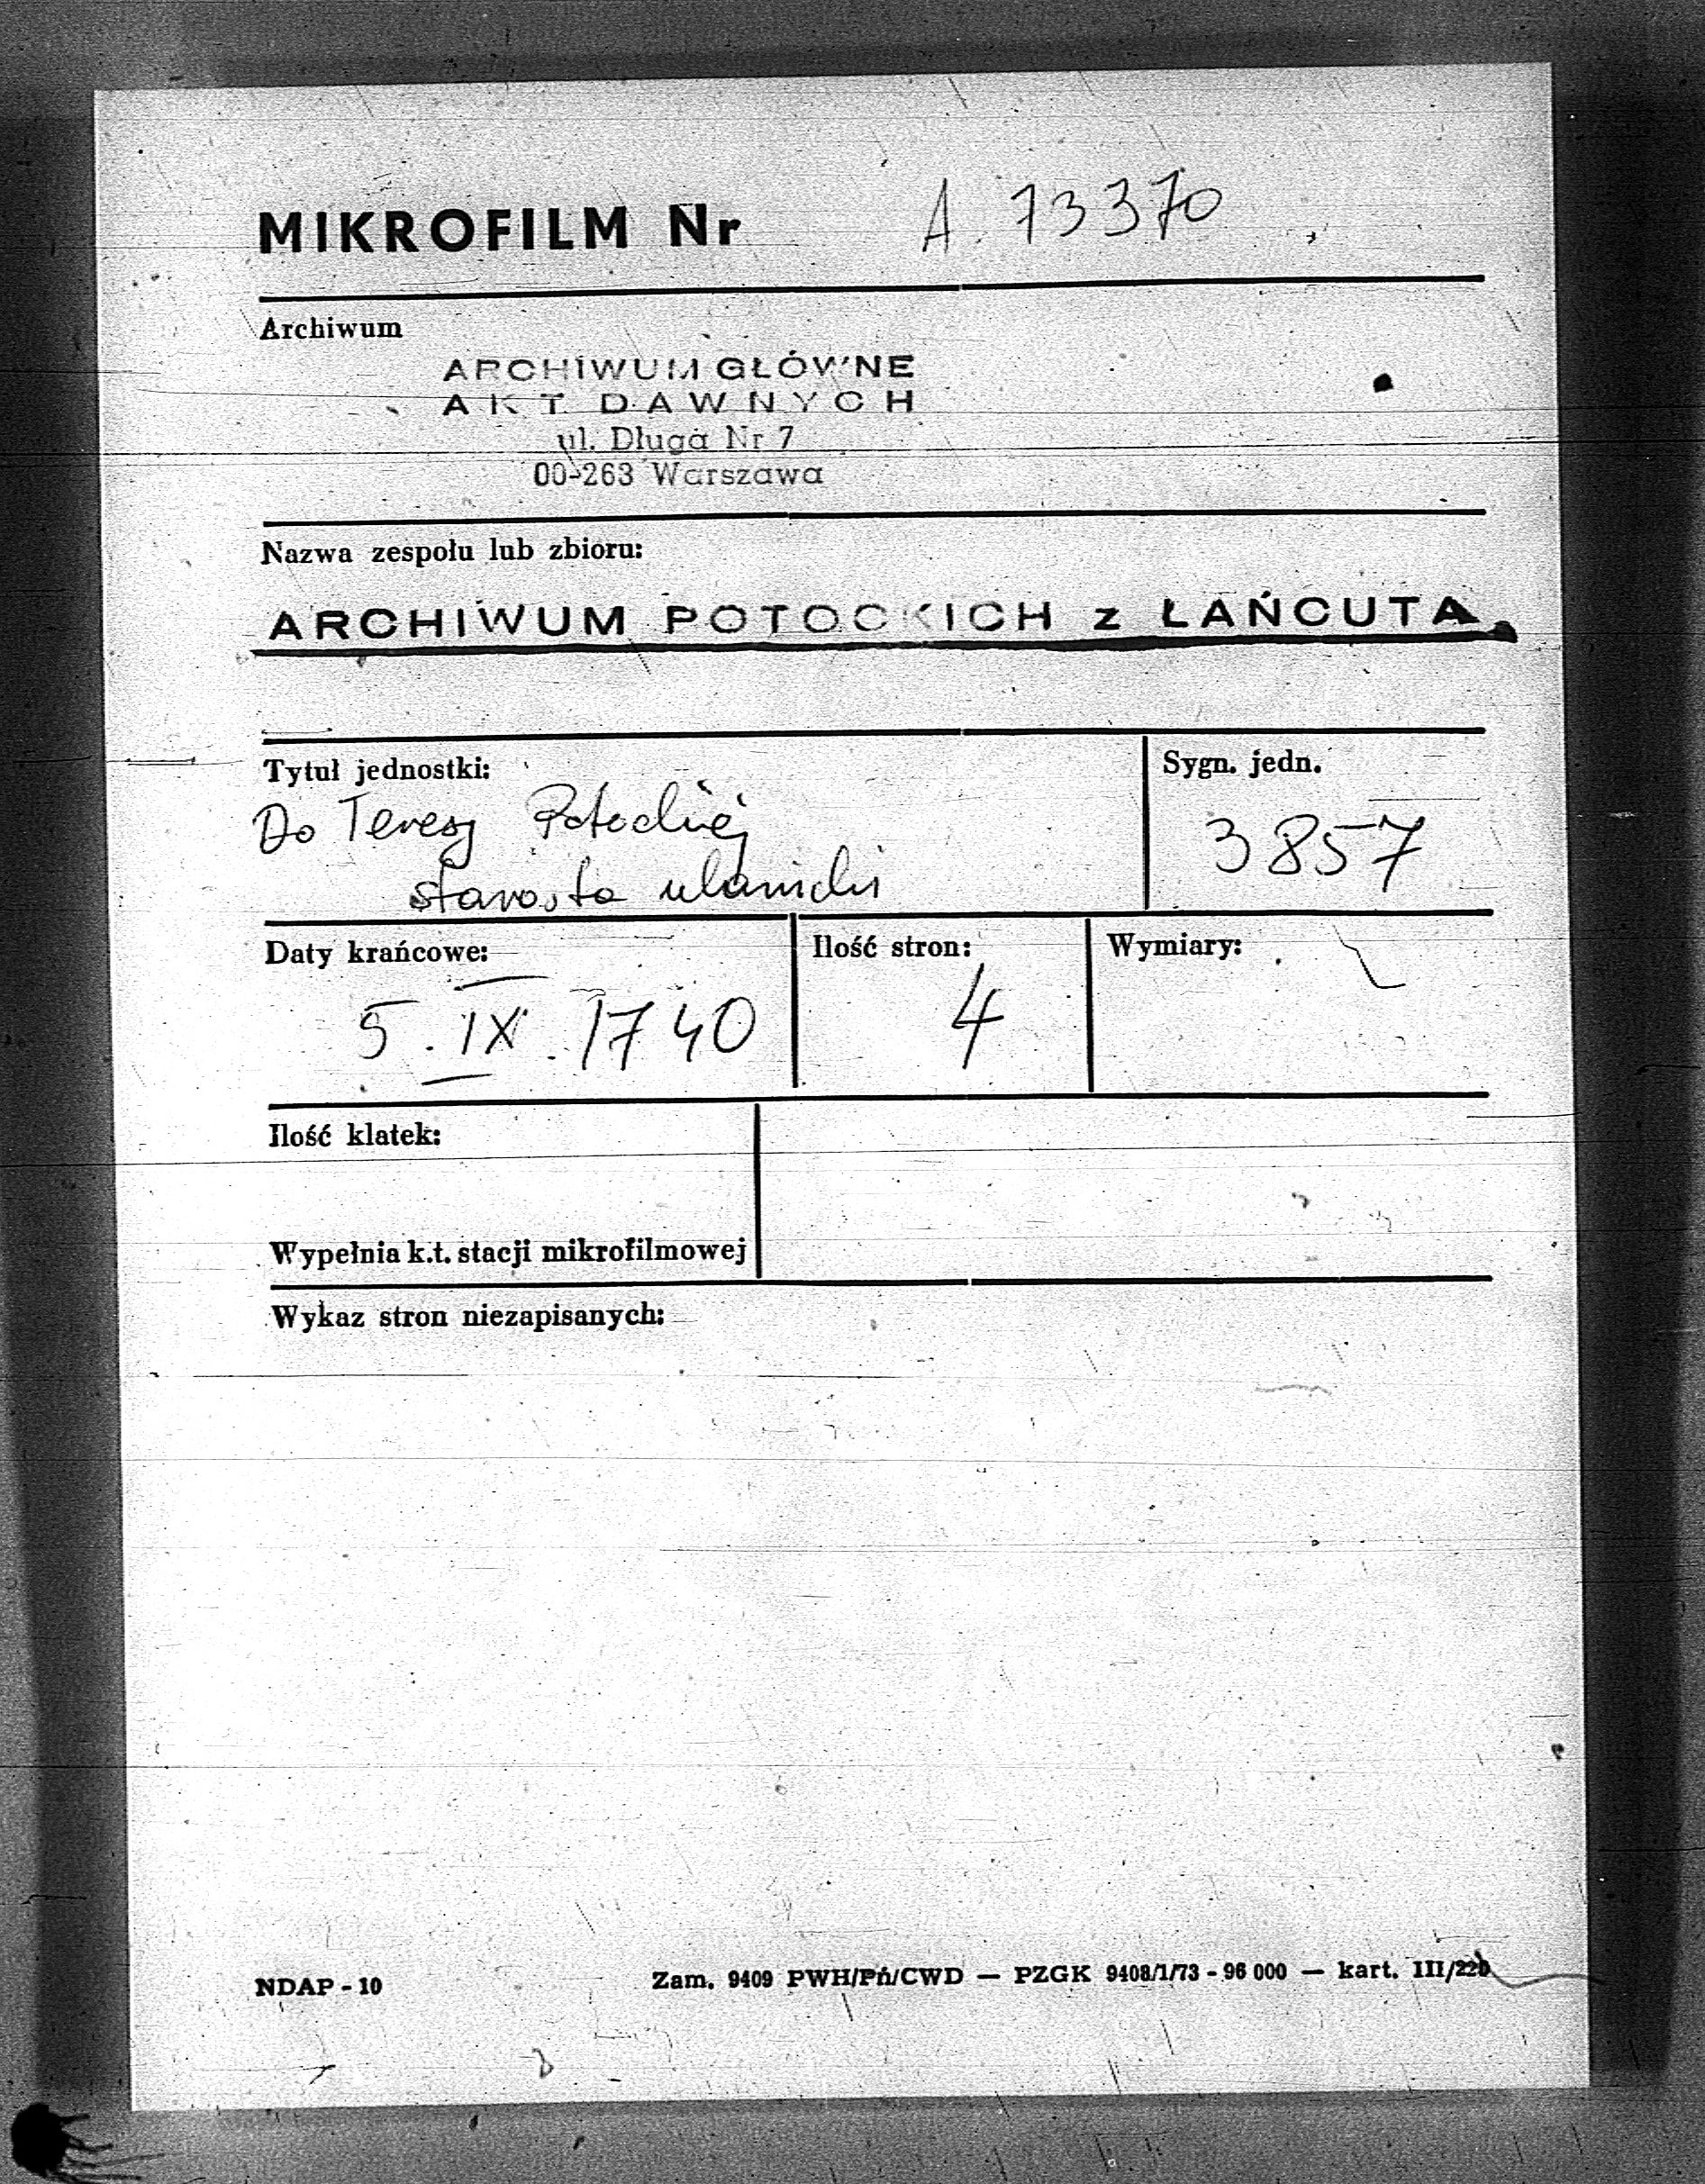 MIKROFILM Nr A. 13370
Archiwum
ARCHIWUM GŁÓWNE
AKT DAWNYCH
ul. Długa Nr 7
00-263 Warszawa
Nazwa zespołu lub zbioru:
ARCHIWUM POTOCKICH z ŁAŃCUTA
Tytuł jednostki:
Sygn. jedn.
Do Teresy Potockiej
3857
starosta ułanicki
Daty krańcowe:
Ilość stron:
Wymiary:
5. IX. 1740
4
Ilość klatek:
Wypełnia k.t. stacji mikrofilmowej
Wykaz stron niezapisanych:
NDAP - 10
Zam. 9409 PWH/Pń/CWD — PZGK 9408/1/73 - 96 000 — kart. III/22b